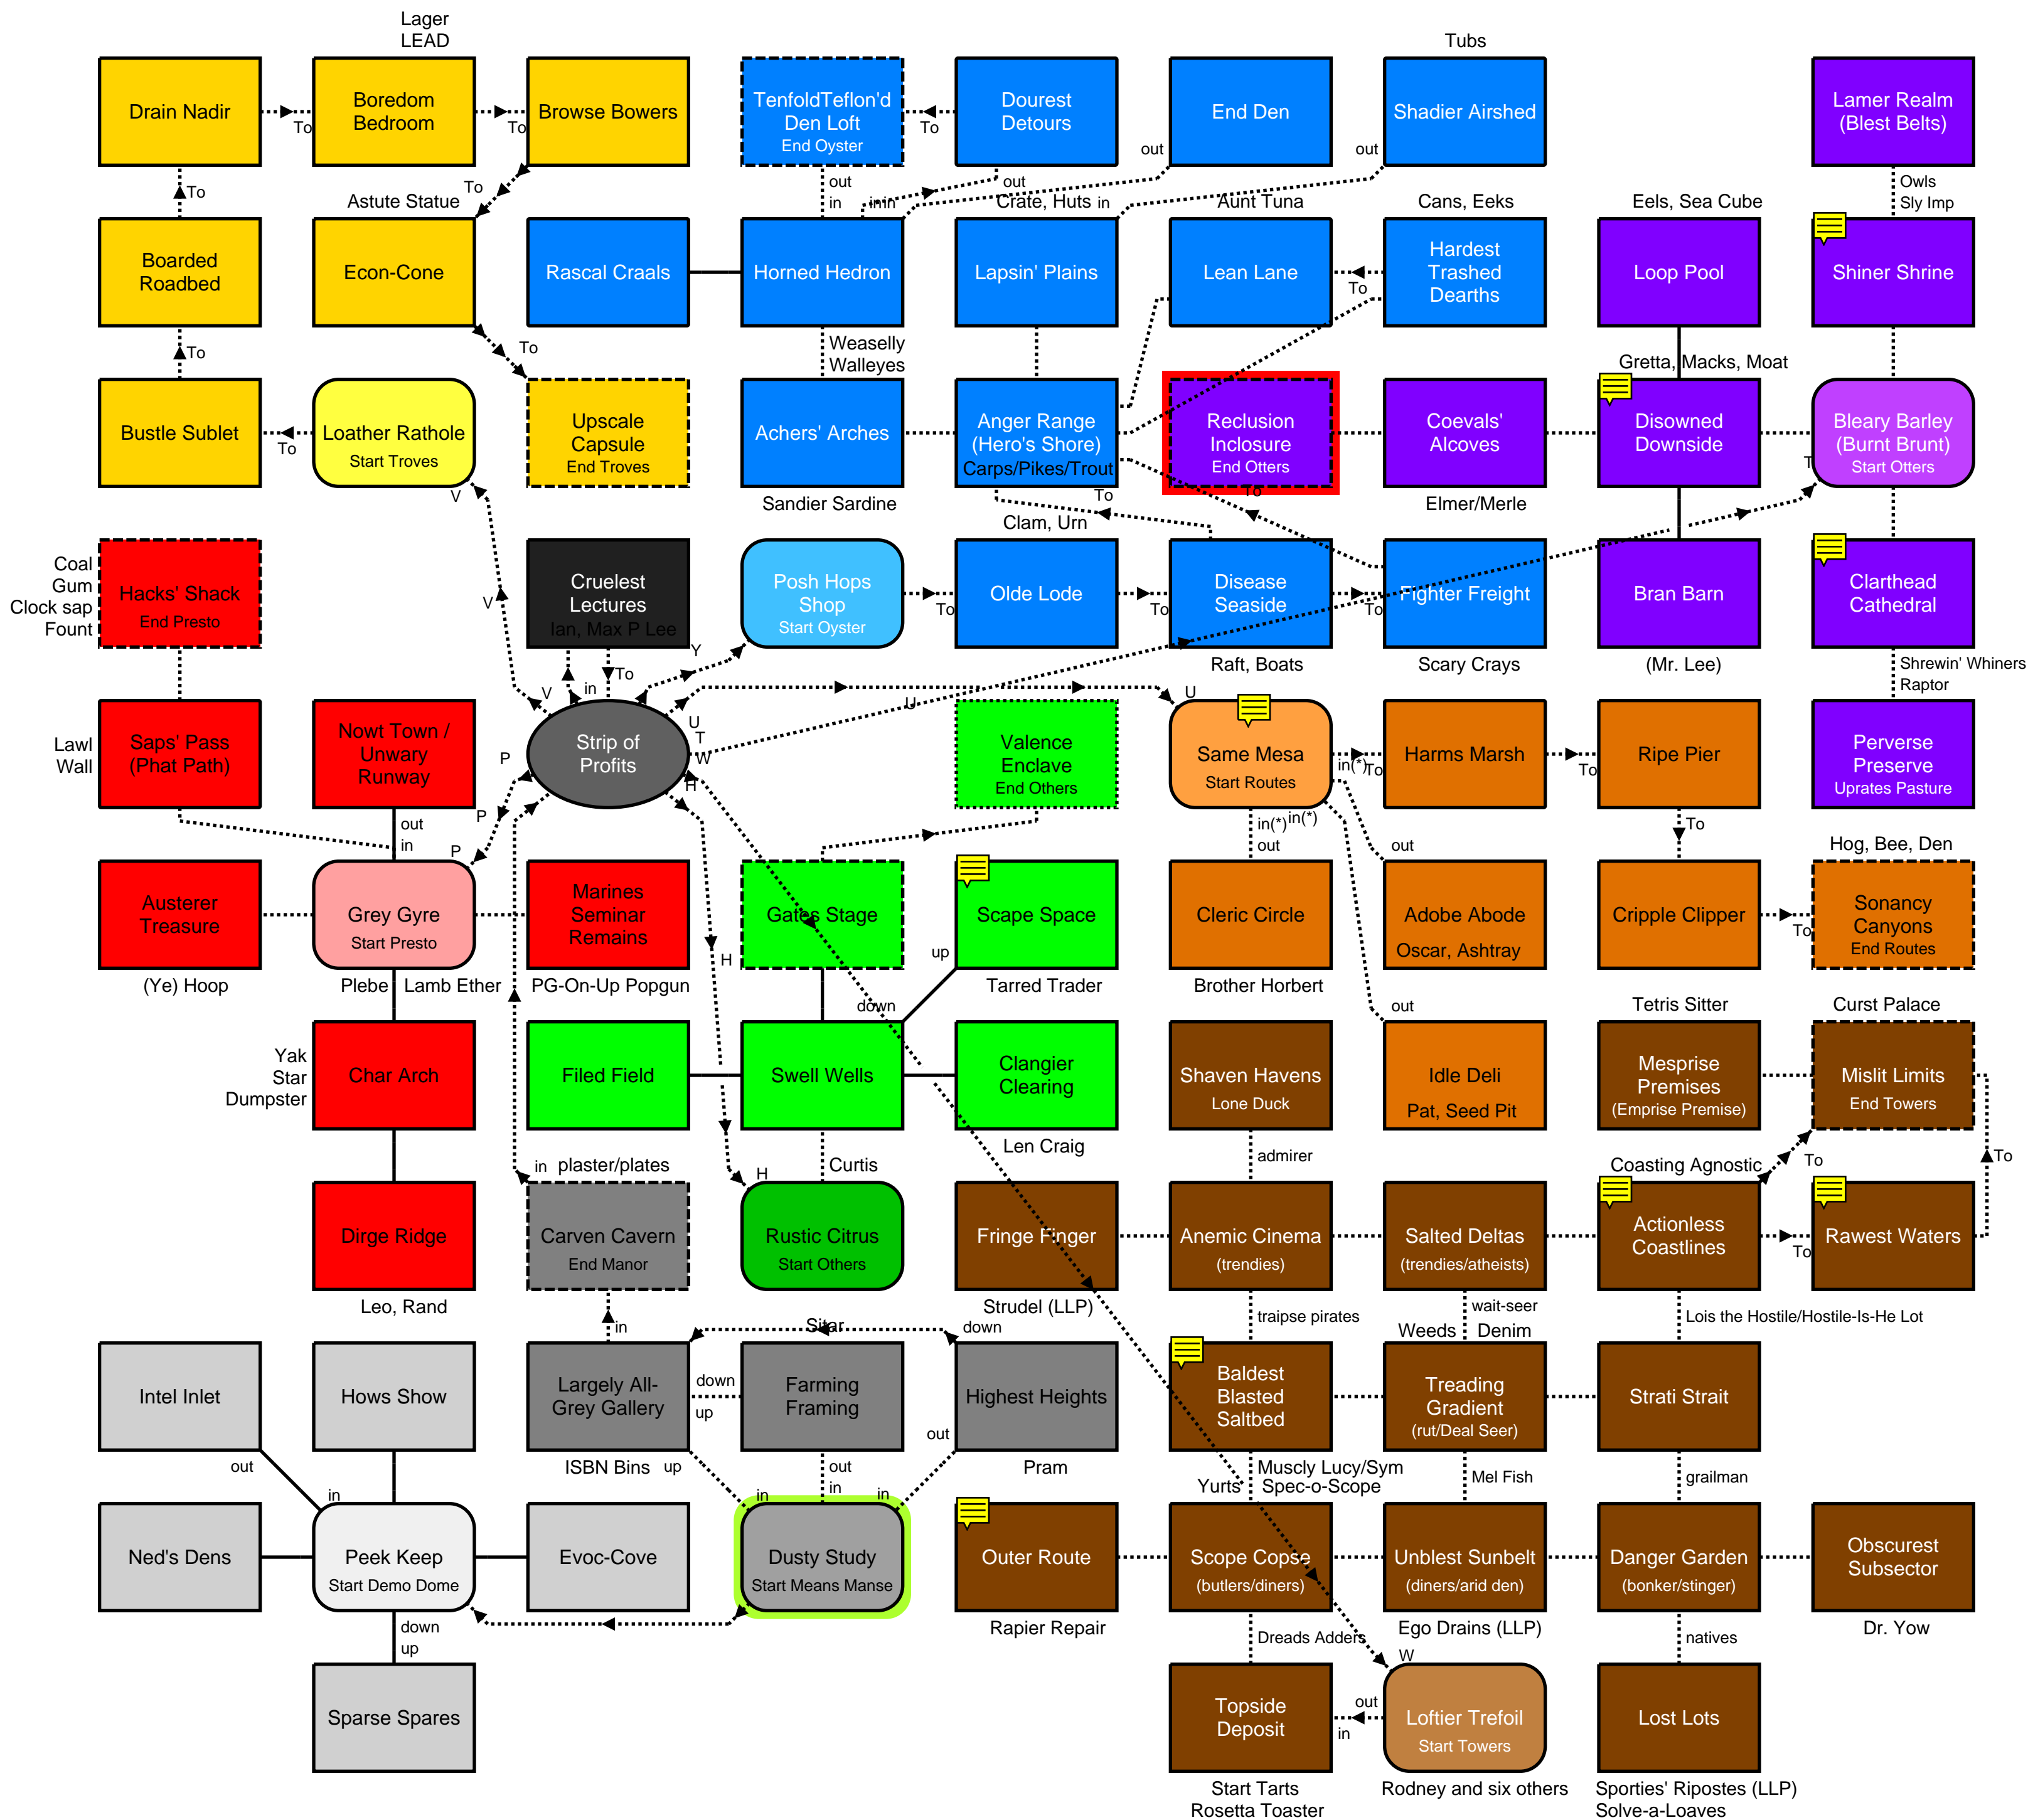 Lager
LEAD
Tubs
Drain Nadir
To
Boredom
Bedroom
To
Browse Bowers
TenfoldTeflon'd
Den Loft
End Oyster
To
Dourest
Detours
End Den
Shadier Airshed
Lamer Realm
(Blest Belts)
out
out
To
To
out
in
in
in
out
Owls
Sly Imp
Astute Statue
Crate, Huts
in
Aunt Tuna
Cans, Eeks
Eels, Sea Cube
Boarded
Roadbed
Econ-Cone
Rascal Craals
Horned Hedron
Lapsin' Plains
Lean Lane
To
Hardest
Trashed
Dearths
Loop Pool
Shiner Shrine
To
To
Weaselly
Walleyes
Gretta, Macks, Moat
Bustle Sublet
To
Loather Rathole
Start Troves
Upscale
Capsule
End Troves
Achers' Arches
Anger Range
(Hero's Shore)
Carps/Pikes/Trout
Reclusion
Inclosure
End Otters
Coevals'
Alcoves
Disowned
Downside
Bleary Barley
(Burnt Brunt)
Start Otters
T
V
Sandier Sardine
To
To
Elmer/Merle
Clam, Urn
Coal
Gum
Clock sap
Fount
Hacks' Shack
End Presto
V
Cruelest
Lectures
Ian, Max P Lee
Posh Hops
Shop
Start Oyster
To
Olde Lode
To
Disease
Seaside
To
Fighter Freight
Bran Barn
Clarthead
Cathedral
Y
To
in
V
Raft, Boats
Scary Crays
(Mr. Lee)
Shrewin' Whiners
Raptor
U
U
Lawl
Wall
Saps' Pass
(Phat Path)
Nowt Town /
Unwary
Runway
P
Strip of
Profits
U
T
W
H
Valence
Enclave
End Others
Same Mesa
Start Routes
in(*)
To
Harms Marsh
To
Ripe Pier
Perverse
Preserve
Uprates Pasture
out
in
P
P
in(*)
in(*)
out
out
To
Hog, Bee, Den
Austerer
Treasure
Grey Gyre
Start Presto
Marines
Seminar
Remains
Gates Stage
Scape Space
Cleric Circle
Adobe Abode
Oscar, Ashtray
Cripple Clipper
To
Sonancy
Canyons
End Routes
H
up
(Ye) Hoop
Plebe
Lamb Ether
PG-On-Up Popgun
Tarred Trader
Brother Horbert
down
out
Tetris Sitter
Curst Palace
Yak
Star
Dumpster
Char Arch
Filed Field
Swell Wells
Clangier
Clearing
Shaven Havens
Lone Duck
Idle Deli
Pat, Seed Pit
Mesprise
Premises
(Emprise Premise)
Mislit Limits
End Towers
Len Craig
in
plaster/plates
H
Curtis
admirer
Coasting Agnostic
To
To
Dirge Ridge
Carven Cavern
End Manor
Rustic Citrus
Start Others
Fringe Finger
Anemic Cinema
(trendies)
Salted Deltas
(trendies/atheists)
Actionless
Coastlines
To
Rawest Waters
Leo, Rand
in
Sitar
Strudel (LLP)
down
traipse pirates
wait-seer
Weeds
Denim
Lois the Hostile/Hostile-Is-He Lot
Intel Inlet
Hows Show
Largely All-
Grey Gallery
down
up
Farming
Framing
Highest Heights
Baldest
Blasted
Saltbed
Treading
Gradient
(rut/Deal Seer)
Strati Strait
out
out
in
ISBN Bins
up
in
out
in
in
Pram
Yurts
Muscly Lucy/Sym
Spec-o-Scope
Mel Fish
grailman
Ned's Dens
Peek Keep
Start Demo Dome
Evoc-Cove
Dusty Study
Start Means Manse
Outer Route
Scope Copse
(butlers/diners)
Unblest Sunbelt
(diners/arid den)
Danger Garden
(bonker/stinger)
Obscurest
Subsector
down
up
Rapier Repair
Dreads Adders
Ego Drains (LLP)
natives
Dr. Yow
W
Sparse Spares
Topside
Deposit
out
in
Loftier Trefoil
Start Towers
Lost Lots
Start Tarts
Rosetta Toaster
Rodney and six others
Sporties' Ripostes (LLP)
Solve-a-Loaves